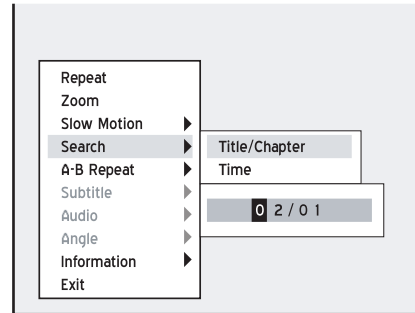 Repeat
Zoom
Slow Motion
Search
A-B Repeat
Subtitle
Audio
Angle
Information
Exit
Title/Chapter
Time
0 2 / 0 1